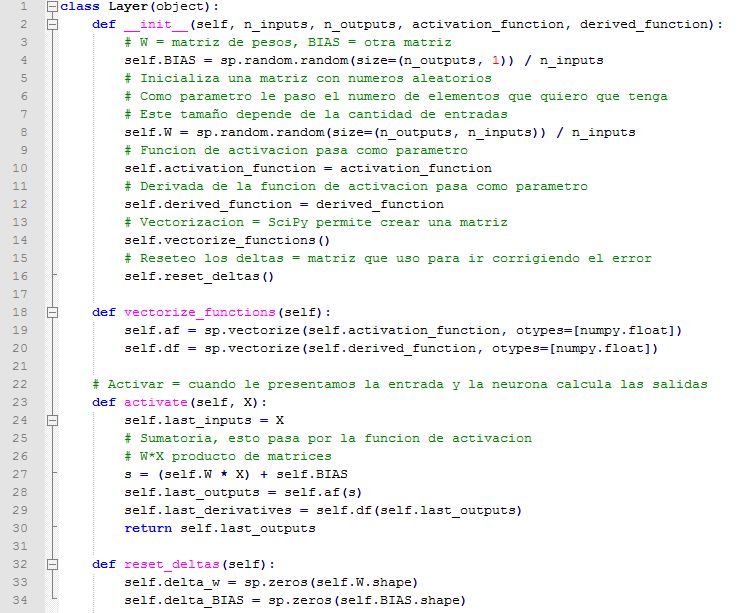 1 class Layer(object):
2     def __init__(self, n_inputs, n_outputs, activation_function, derived_function):
3         # W = matriz de pesos, BIAS = otra matriz
4         self.BIAS = sp.random.random(size=(n_outputs, 1)) / n_inputs
5         # Inicializa una matriz con numeros aleatorios
6         # Como parametro le paso el numero de elementos que quiero que tenga
7         # Este tamaño depende de la cantidad de entradas
8         self.W = sp.random.random(size=(n_outputs, n_inputs)) / n_inputs
9         # Funcion de activacion pasa como parametro
10         self.activation_function = activation_function
11         # Derivada de la funcion de activacion pasa como parametro
12         self.derived_function = derived_function
13         # Vectorizacion = SciPy permite crear una matriz
14         self.vectorize_functions()
15         # Reseteo los deltas = matriz que uso para ir corrigiendo el error
16         self.reset_deltas()
17
18     def vectorize_functions(self):
19         self.af = sp.vectorize(self.activation_function, otypes=[numpy.float])
20         self.df = sp.vectorize(self.derived_function, otypes=[numpy.float])
21
22     # Activar = cuando le presentamos la entrada y la neurona calcula las salidas
23     def activate(self, X):
24         self.last_inputs = X
25         # Sumatoria, esto pasa por la funcion de activacion
26         # W*X producto de matrices
27         s = (self.W * X) + self.BIAS
28         self.last_outputs = self.af(s)
29         self.last_derivatives = self.df(self.last_outputs)
30         return self.last_outputs
31
32     def reset_deltas(self):
33         self.delta_w = sp.zeros(self.W.shape)
34         self.delta_BIAS = sp.zeros(self.BIAS.shape)